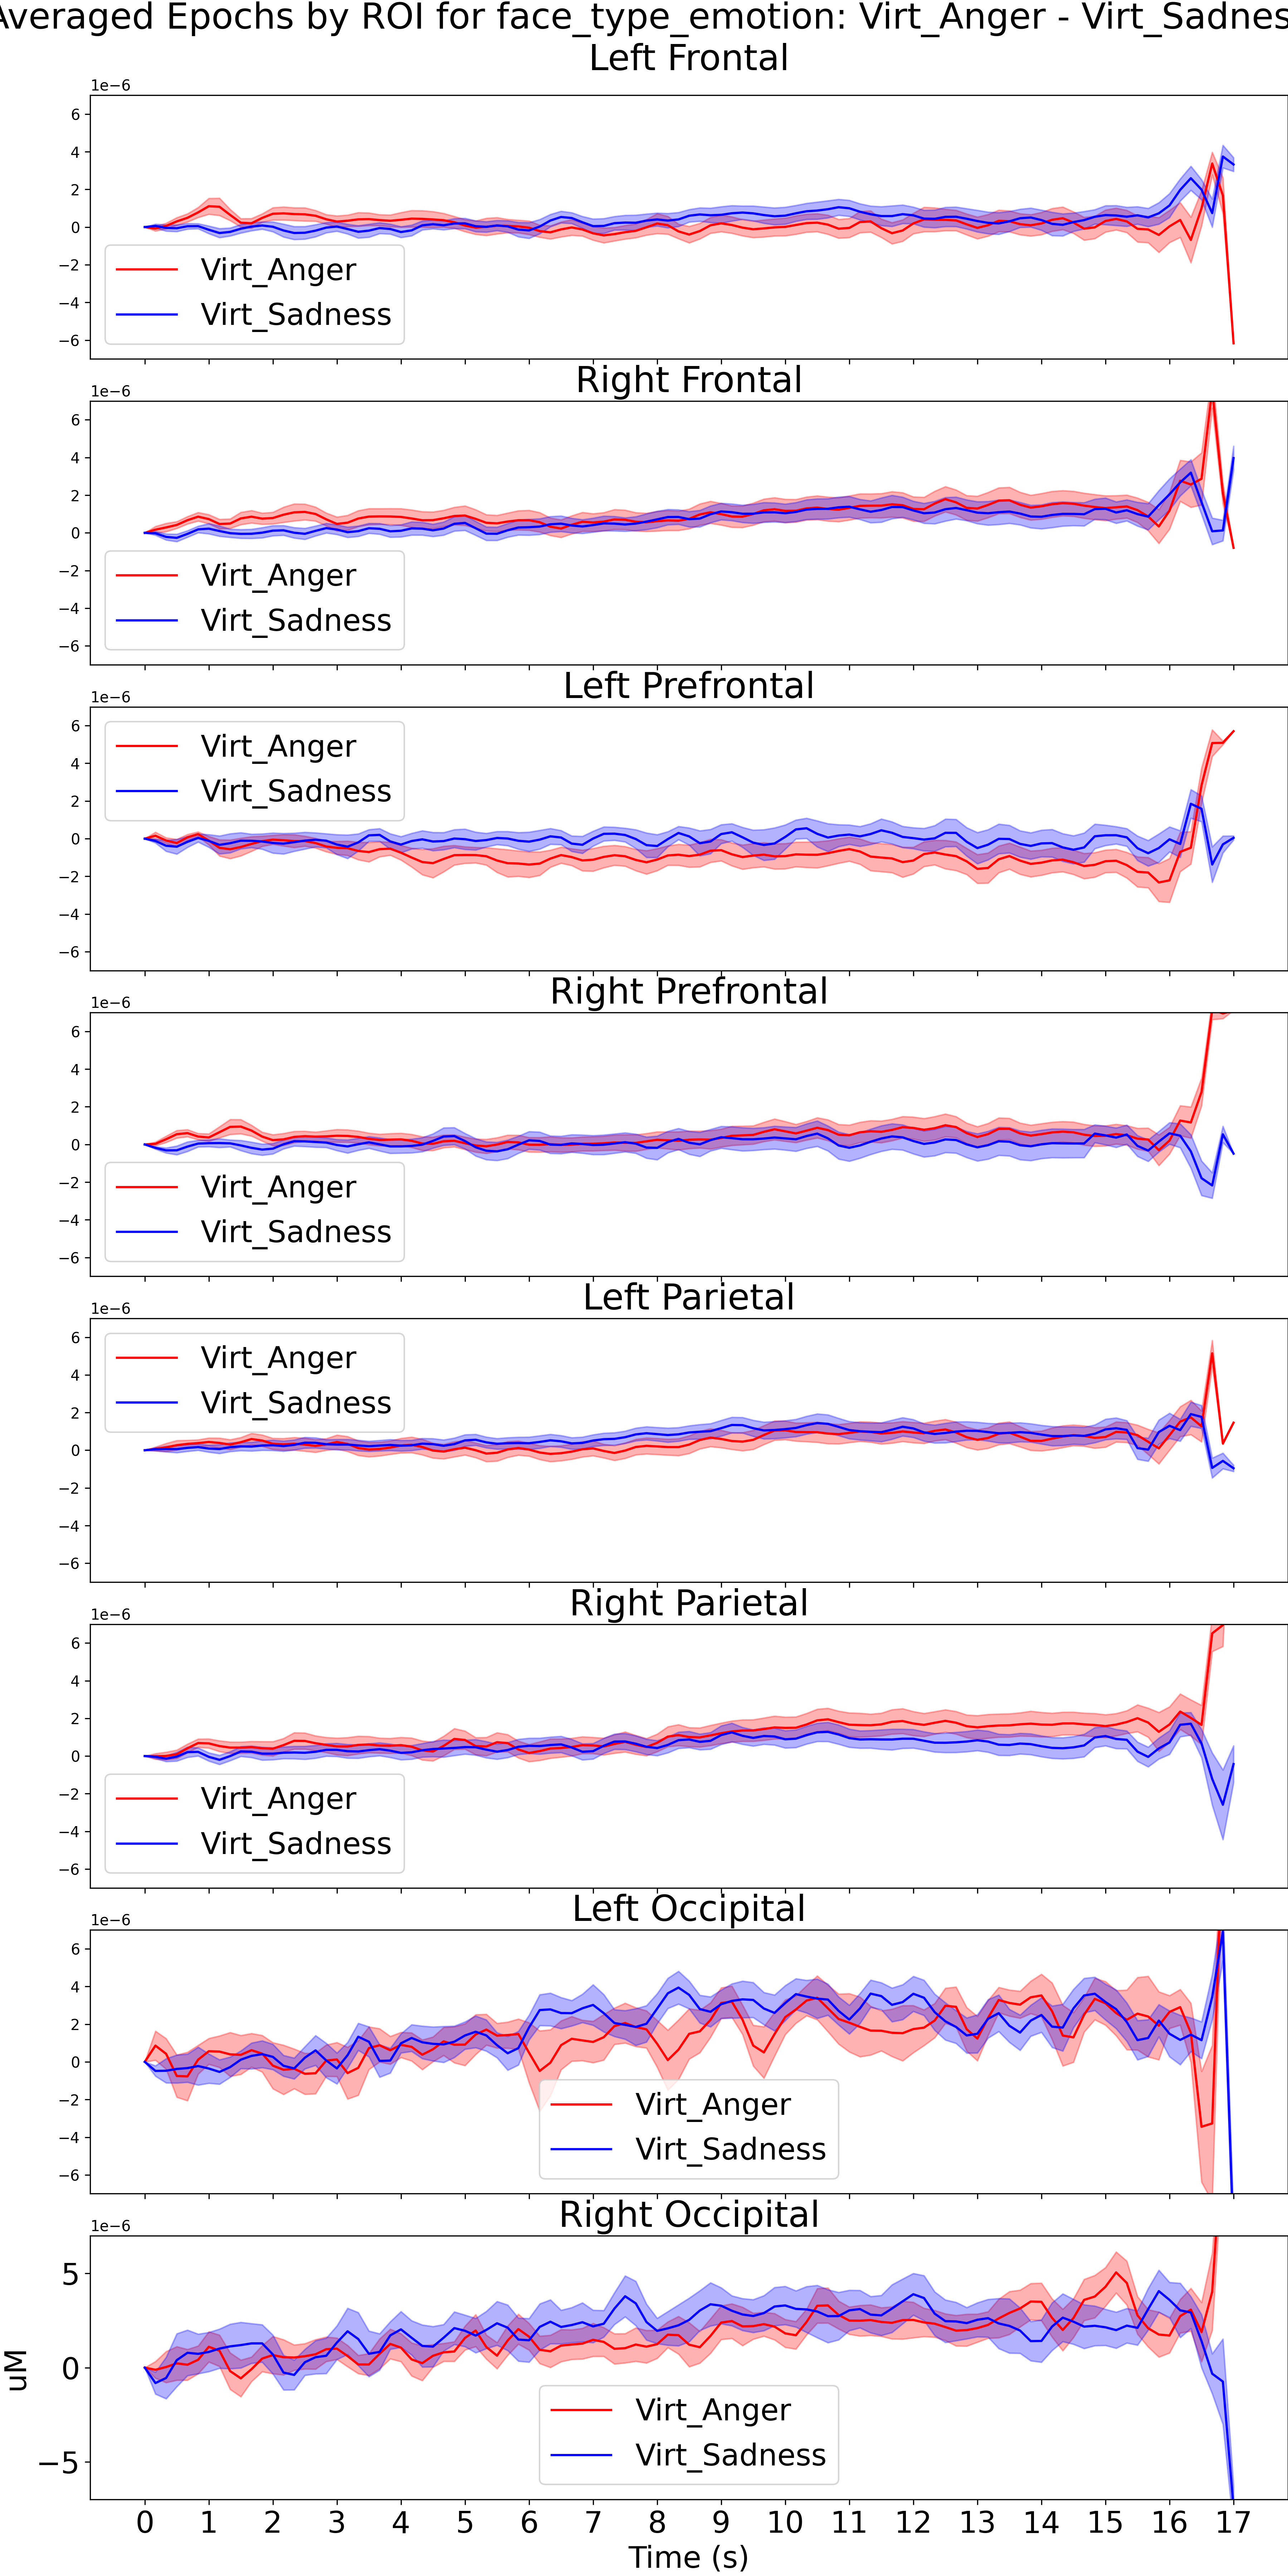 Averaged Epochs by ROI for face_type_emotion: Virt_Anger - Virt_Sadnes
Left Frontal
1e−6
6
4
2
0
−2
−4
−6
Virt_Anger
Virt_Sadness
Right Frontal
1e−6
6
4
2
0
−2
−4
−6
Virt_Anger
Virt_Sadness
Left Prefrontal
1e−6
6
4
2
0
−2
−4
−6
Virt_Anger
Virt_Sadness
Right Prefrontal
1e−6
6
4
2
0
−2
−4
−6
Virt_Anger
Virt_Sadness
Left Parietal
1e−6
6
4
2
0
−2
−4
−6
Virt_Anger
Virt_Sadness
Right Parietal
1e−6
6
4
2
0
−2
−4
−6
Virt_Anger
Virt_Sadness
Left Occipital
1e−6
6
4
2
0
−2
−4
−6
Virt_Anger
Virt_Sadness
Right Occipital
1e−6
5
0
−5
uM
Virt_Anger
Virt_Sadness
0 1 2 3 4 5 6 7 8 9 10 11 12 13 14 15 16 17
Time (s)